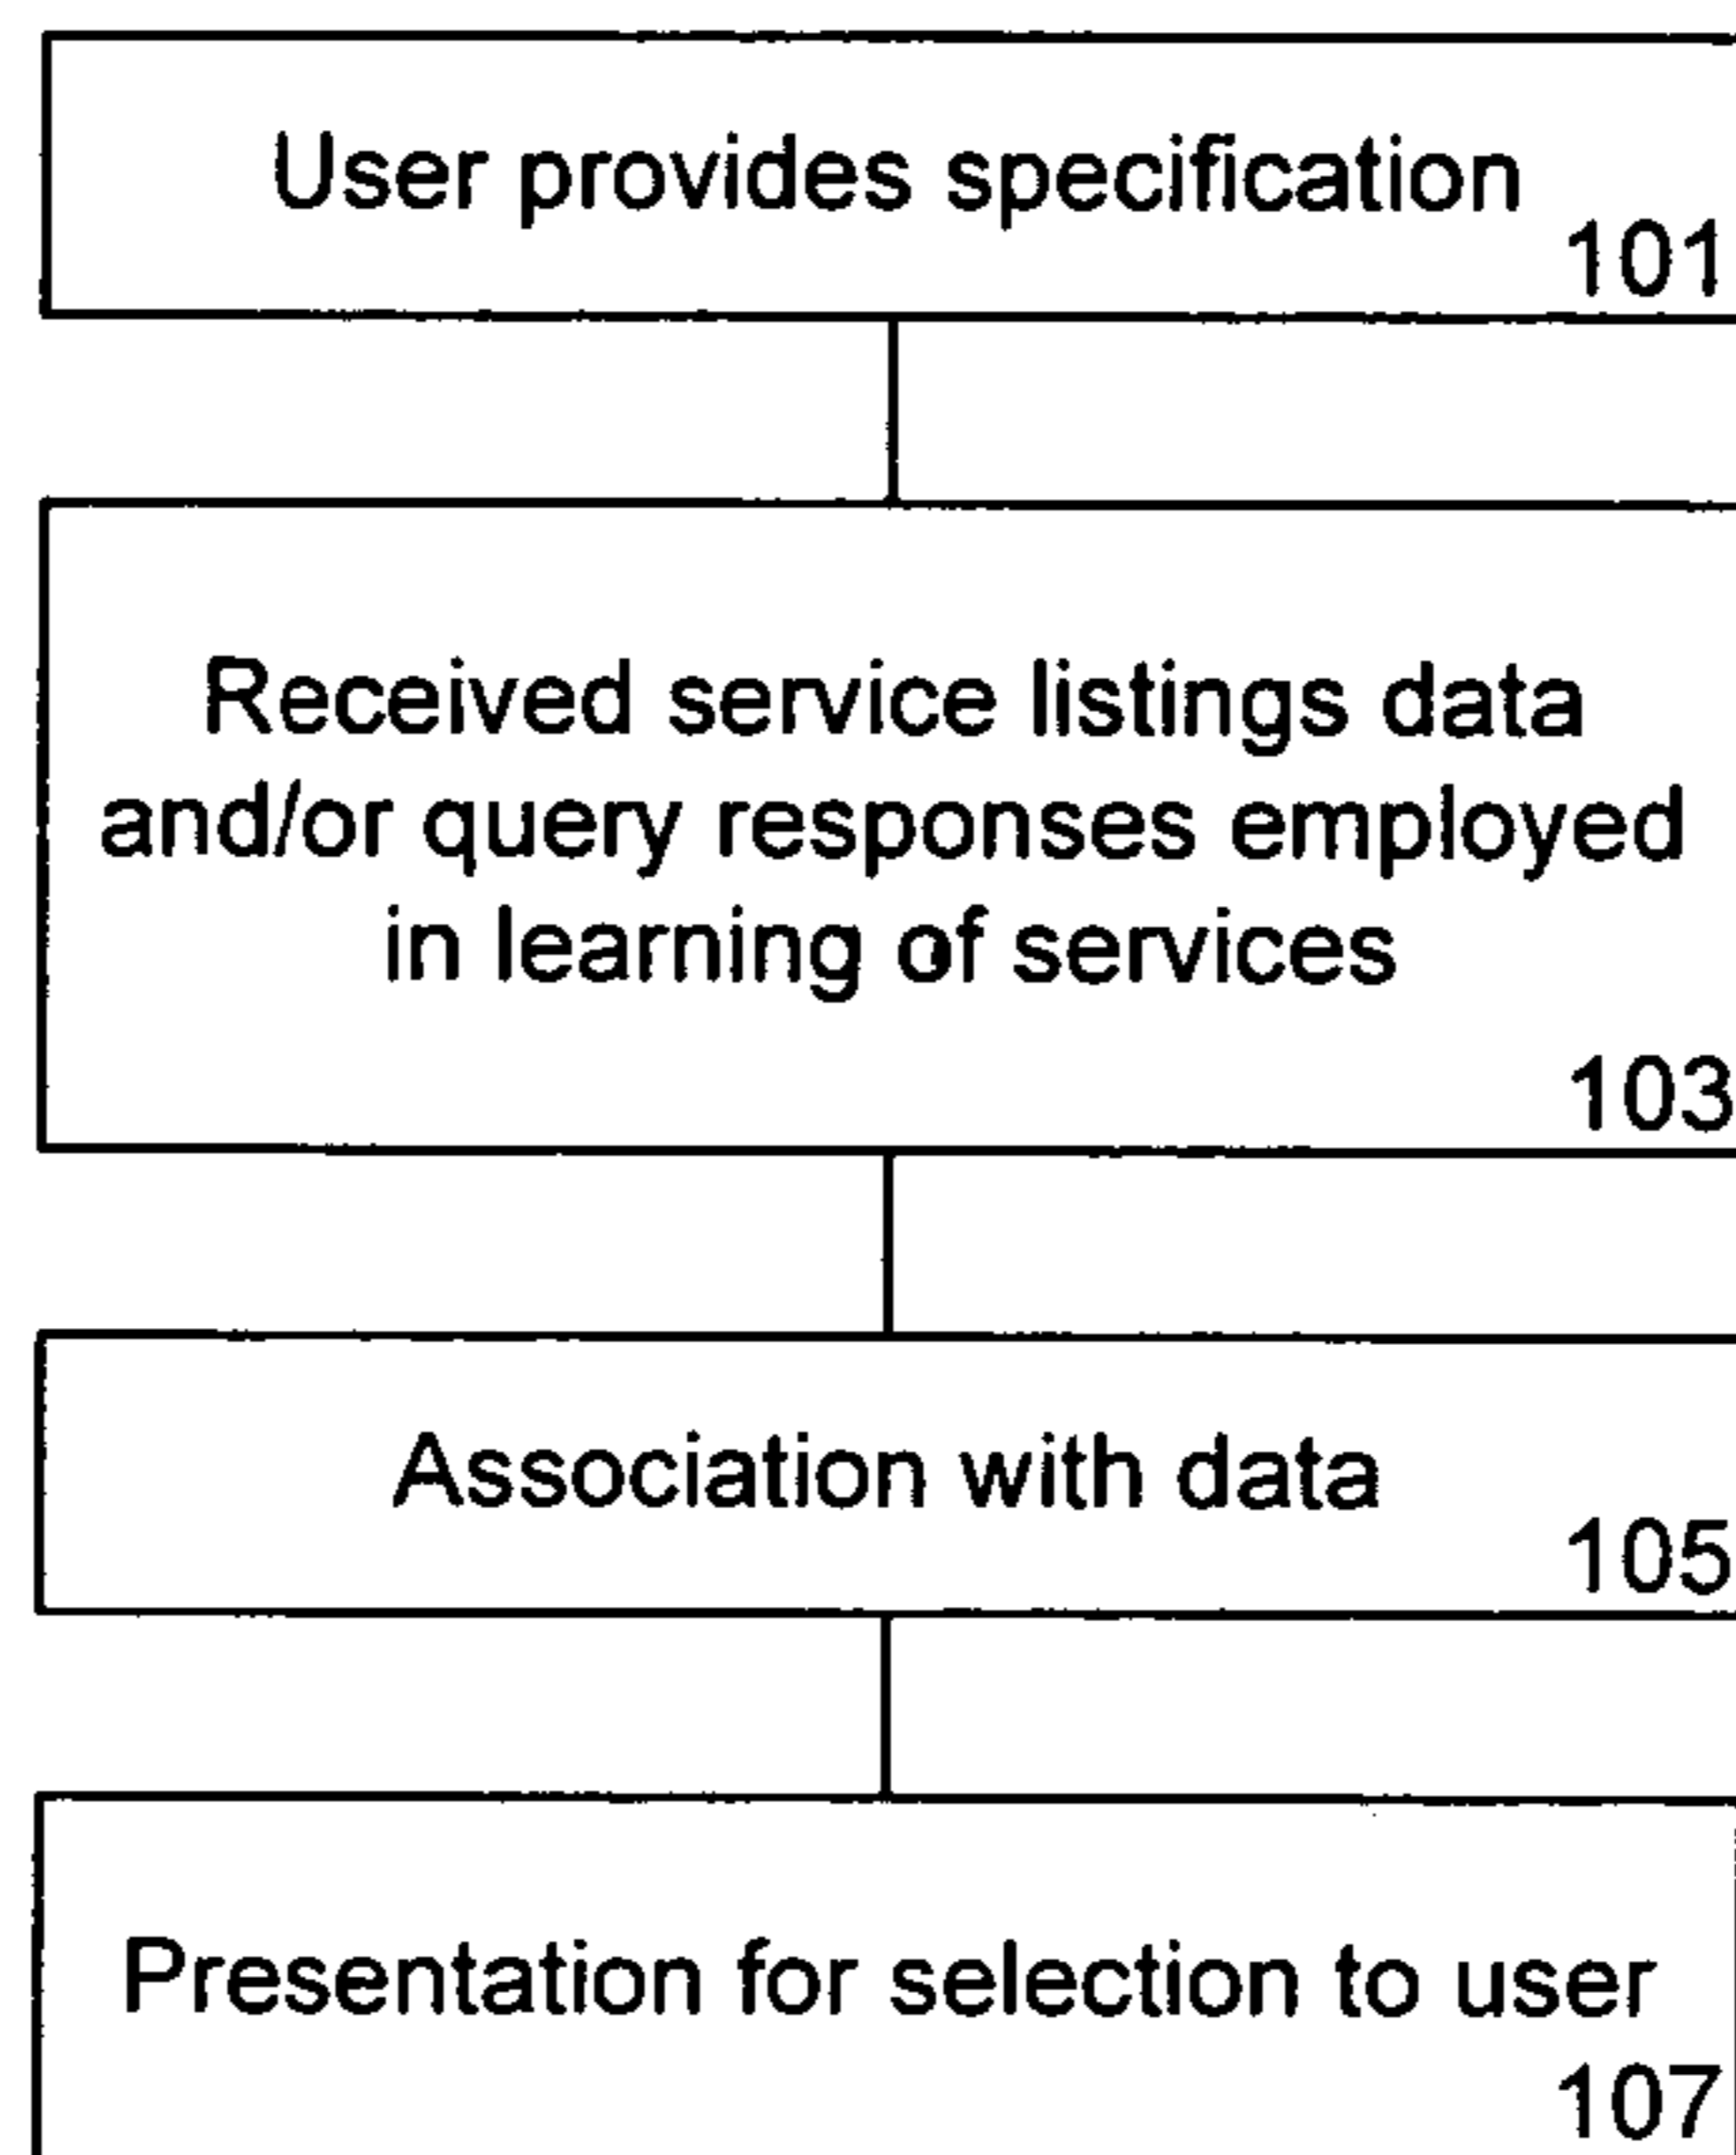 User provides specification
101
Received service listings data
and/or query responses employed
in learning of services
103
Association with data
105
Presentation for selection to user
107